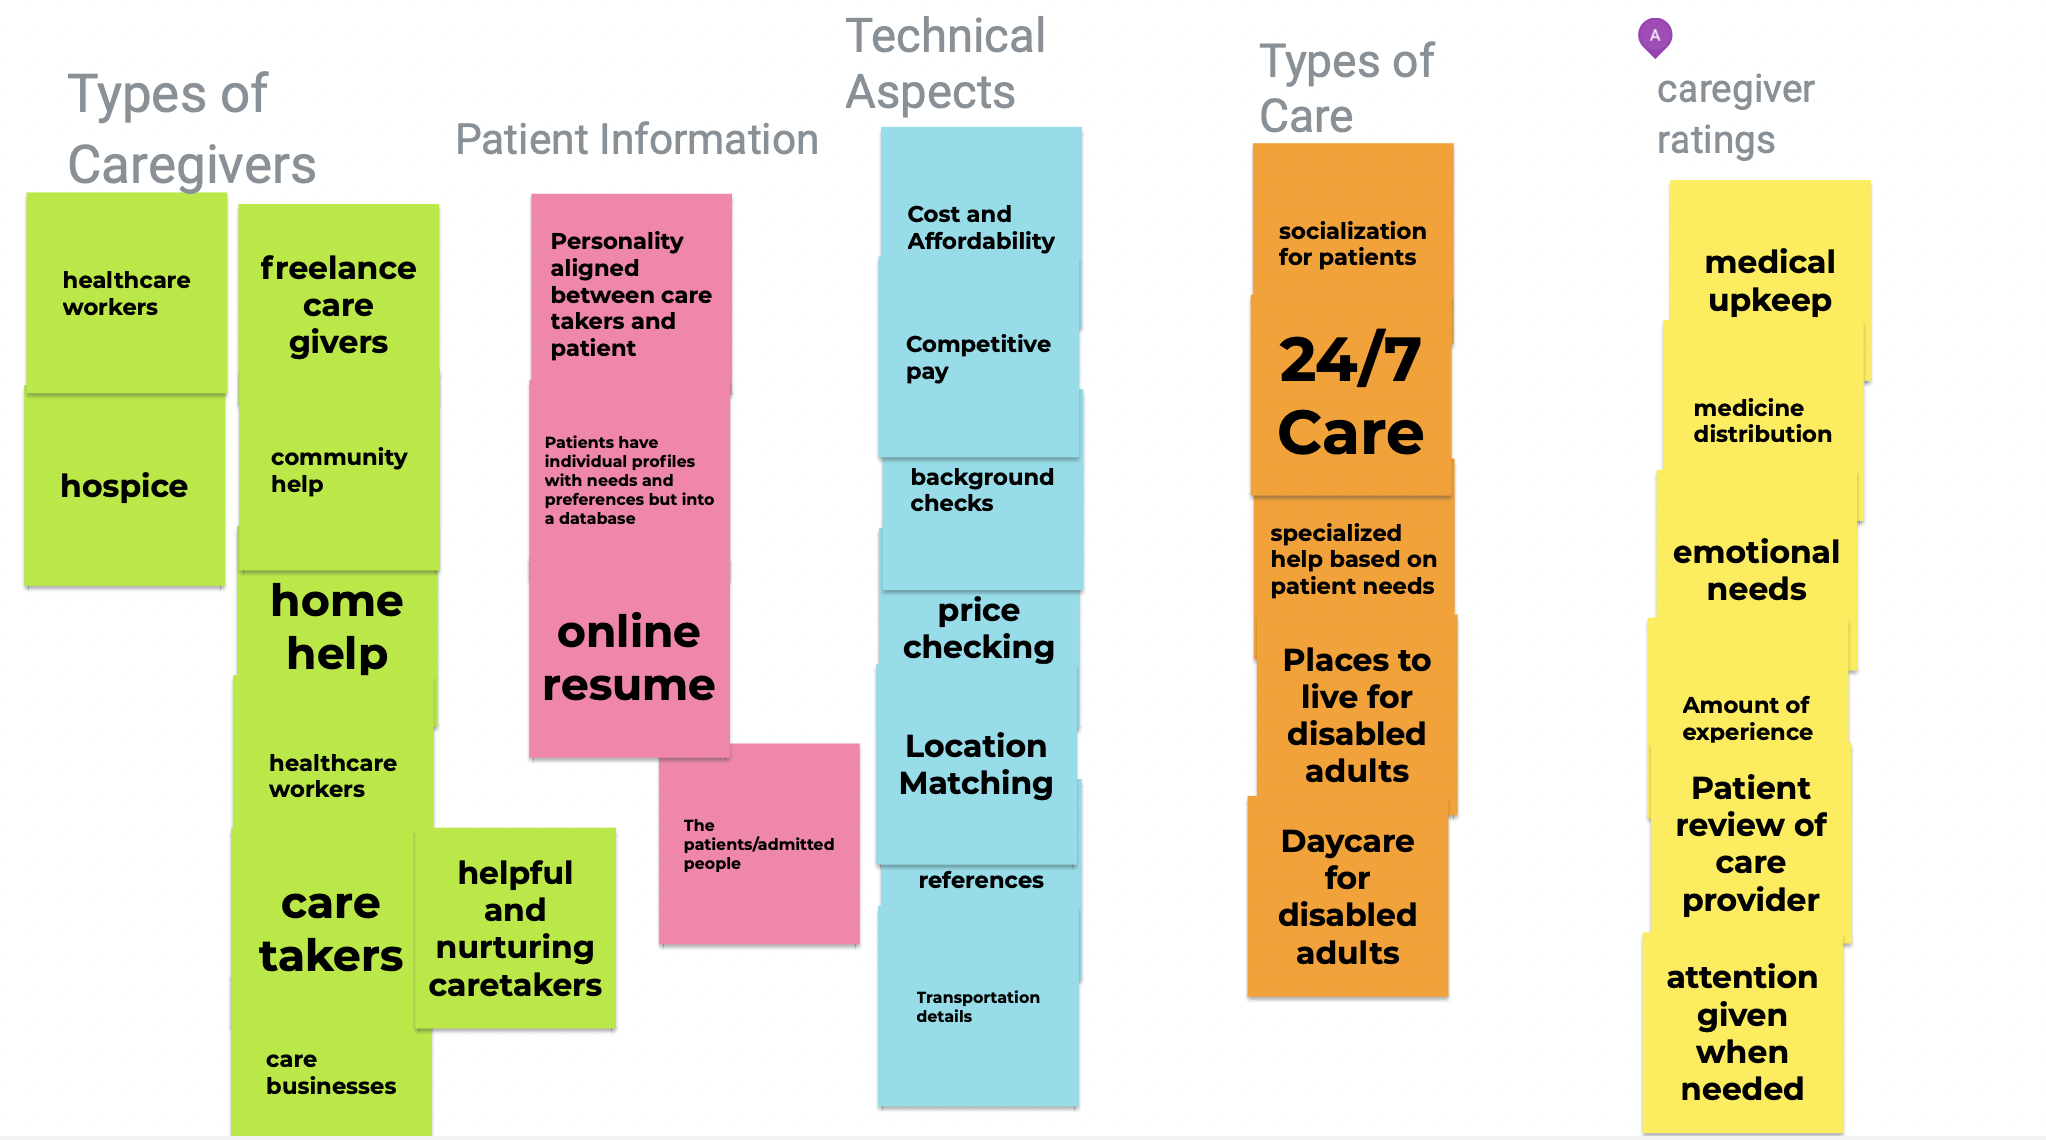 Types of
Caregivers
healthcare
workers
hospice
freelance
care
givers
community
help
home
help
healthcare
workers
care
takers
care
businesses
helpful
and
nurturing
caretakers
Patient Information
Personality
aligned
between care
takers and
patient
Patients have
individual profiles
with needs and
preferences but into
a database
online
resume
The
patients/admitted
people
Technical
Aspects
Cost and
Affordability
Competitive
pay
background
checks
price
checking
Location
Matching
references
Transportation
details
Types of
Care
socialization
for patients
24/7
Care
specialized
help based on
patient needs
Places to
live for
disabled
adults
Daycare
for
disabled
adults
A
caregiver
ratings
medical
upkeep
medicine
distribution
emotional
needs
Amount of
experience
Patient
review of
care
provider
attention
given
when
needed